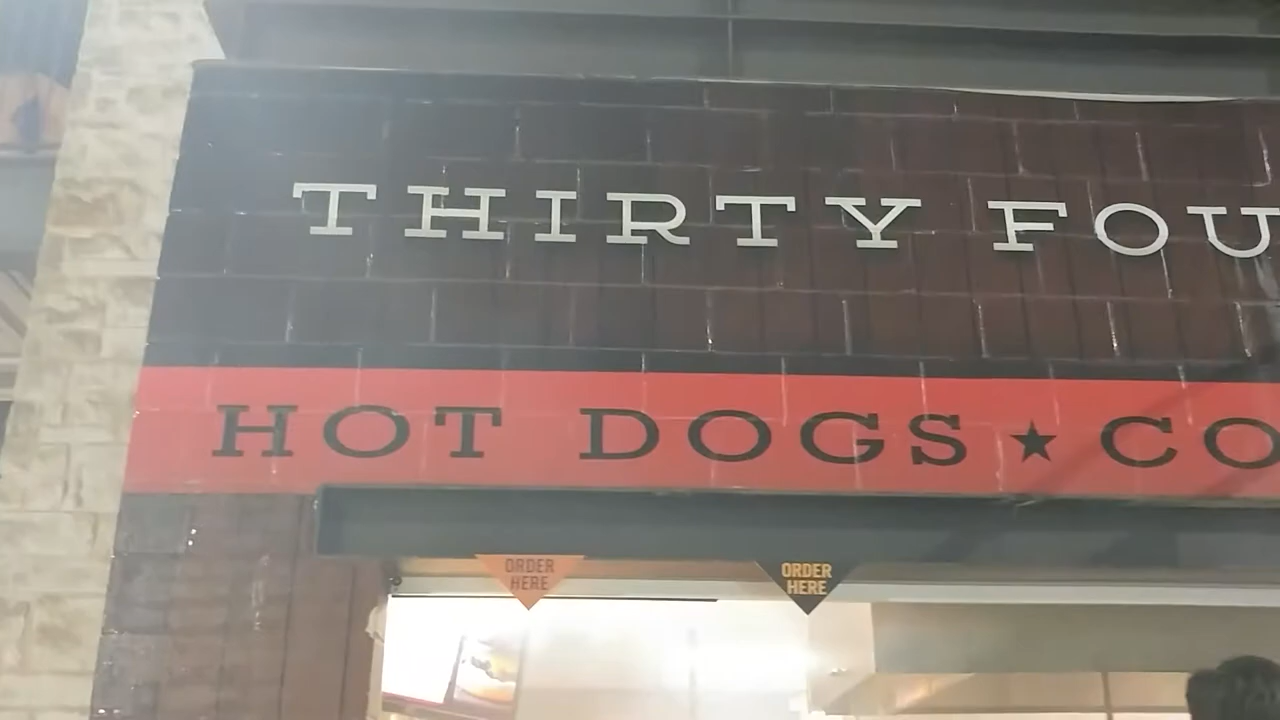 THIRTY FOU
HOT DOGS ★ CO
ORDER
HERE
ORDER
HERE